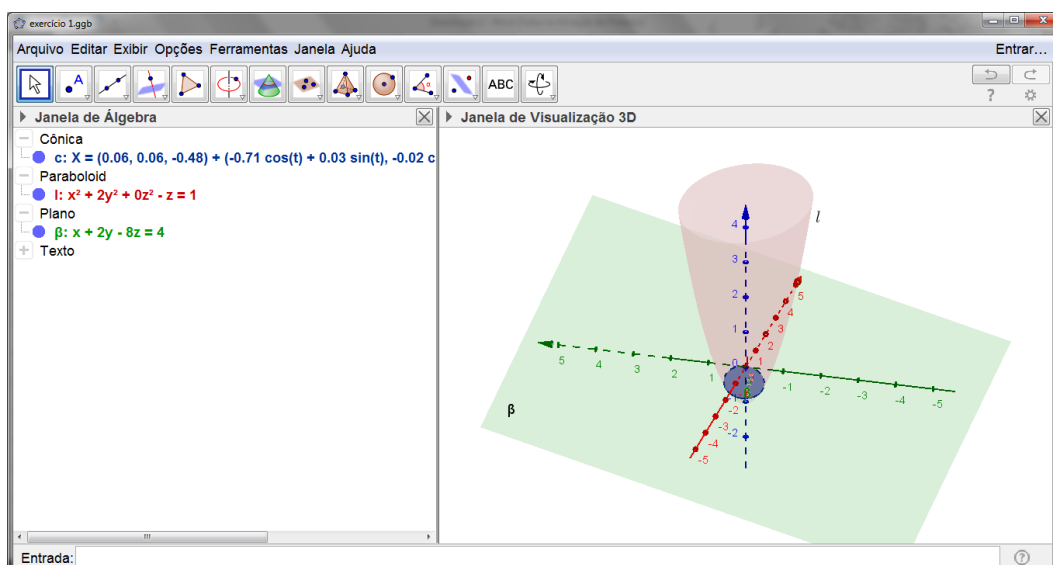 exercício 1.ggb
Arquivo Editar Exibir Opções Ferramentas Janela Ajuda
Entrar...
A
ABC
?
Janela de Álgebra
Janela de Visualização 3D
Cônica
c: X = (0.06, 0.06, -0.48) + (-0.71 cos(t) + 0.03 sin(t), -0.02 c
Paraboloid
l: x² + 2y² + 0z² - z = 1
Plano
β: x + 2y - 8z = 4
Texto
l
4
3
2
1
0
-1
-2
5
4
3
2
1
-2
-3
-4
-5
5
4
3
2
1
-1
-2
-3
-4
-5
β
Entrada:
?